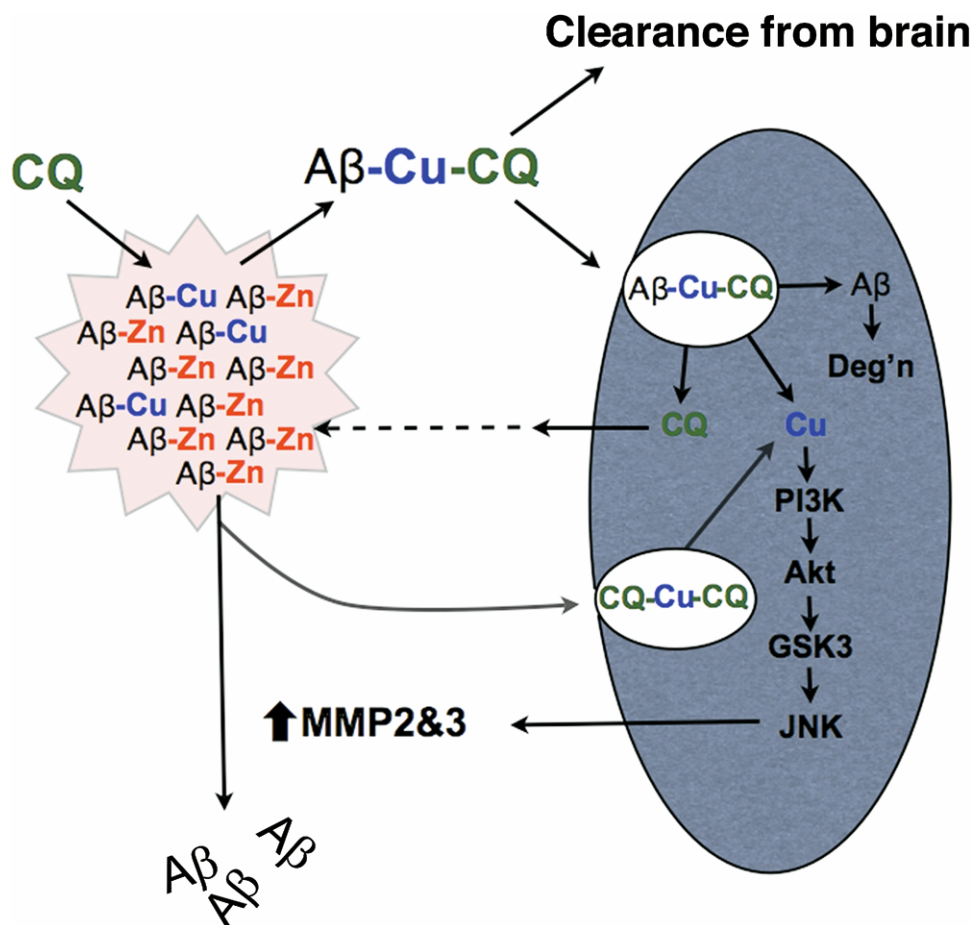 Clearance from brain
CQ
Aβ-Cu-CQ
Aβ-Cu Aβ-Zn
Aβ-Zn Aβ-Cu
Aβ-Zn Aβ-Zn
Aβ-Cu Aβ-Zn
Aβ-Zn Aβ-Zn
Aβ-Zn
Aβ-Cu-CQ
Aβ
Deg'n
CQ
Cu
PI3K
Akt
CQ-Cu-CQ
GSK3
JNK
MMP2&3
Aβ
Aβ
Aβ